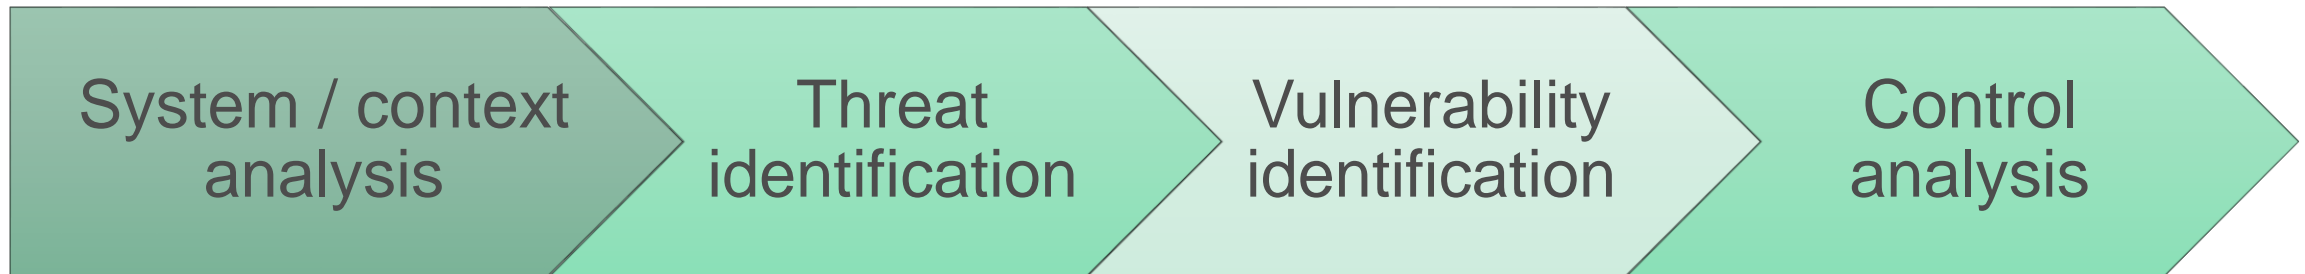 System / context
analysis
Threat
identification
Vulnerability
identification
Control
analysis